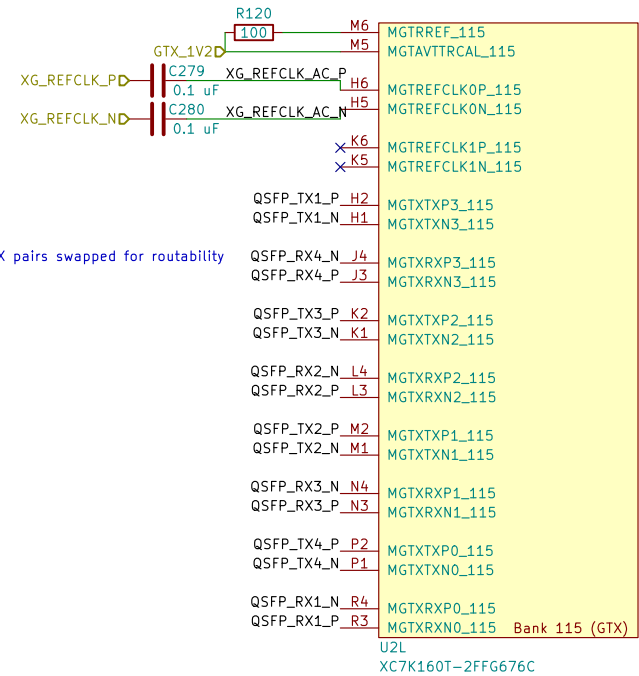 R120
100
M6 MGTRREF_115
GTX_1V2 M5 MGTAVTTRCAL_115
XG_REFCLK_P C279 XG_REFCLK_AC_P H6 MGTREFCLK0P_115
0.1 uF
XG_REFCLK_N C280 XG_REFCLK_AC_N H5 MGTREFCLK0N_115
0.1 uF
K6 MGTREFCLK1P_115
K5 MGTREFCLK1N_115
QSFP_TX1_P H2 MGTXTXP3_115
QSFP_TX1_N H1 MGTXTXN3_115
X pairs swapped for routability
QSFP_RX4_N J4 MGTXRXP3_115
QSFP_RX4_P J3 MGTXRXN3_115
QSFP_TX3_P K2 MGTXTXP2_115
QSFP_TX3_N K1 MGTXTXN2_115
QSFP_RX2_N L4 MGTXRXP2_115
QSFP_RX2_P L3 MGTXRXN2_115
QSFP_TX2_P M2 MGTXTXP1_115
QSFP_TX2_N M1 MGTXTXN1_115
QSFP_RX3_N N4 MGTXRXP1_115
QSFP_RX3_P N3 MGTXRXN1_115
QSFP_TX4_P P2 MGTXTXP0_115
QSFP_TX4_N P1 MGTXTXN0_115
QSFP_RX1_N R4 MGTXRXP0_115
QSFP_RX1_P R3 MGTXRXN0_115 Bank 115 (GTX)
U2L
XC7K160T-2FFG676C